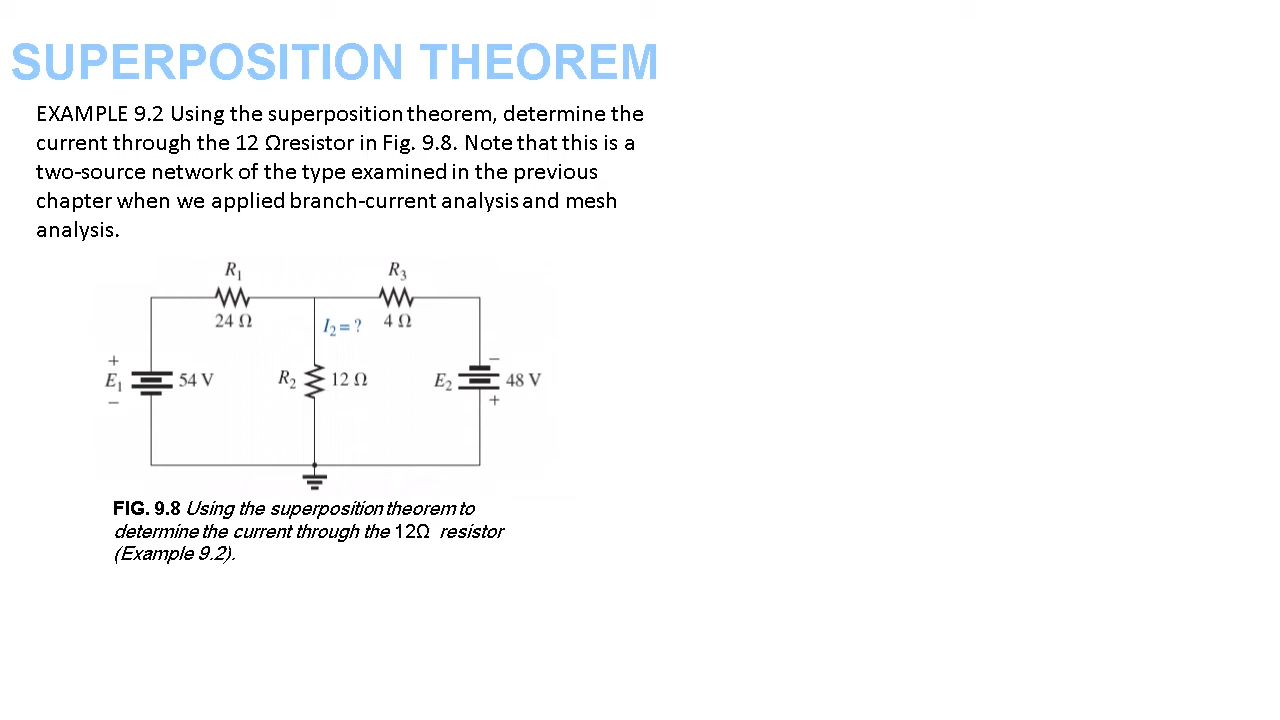 SUPERPOSITION THEOREM
EXAMPLE 9.2 Using the superposition theorem, determine the
current through the 12 Ωresistor in Fig. 9.8. Note that this is a
two-source network of the type examined in the previous
chapter when we applied branch-current analysis and mesh
analysis.
R1
R3
24 Ω
I2 = ?
4 Ω
+
E1
−
54 V
R2
12 Ω
−
E2
+
48 V
FIG. 9.8 Using the superposition theorem to
determine the current through the 12Ω resistor
(Example 9.2).